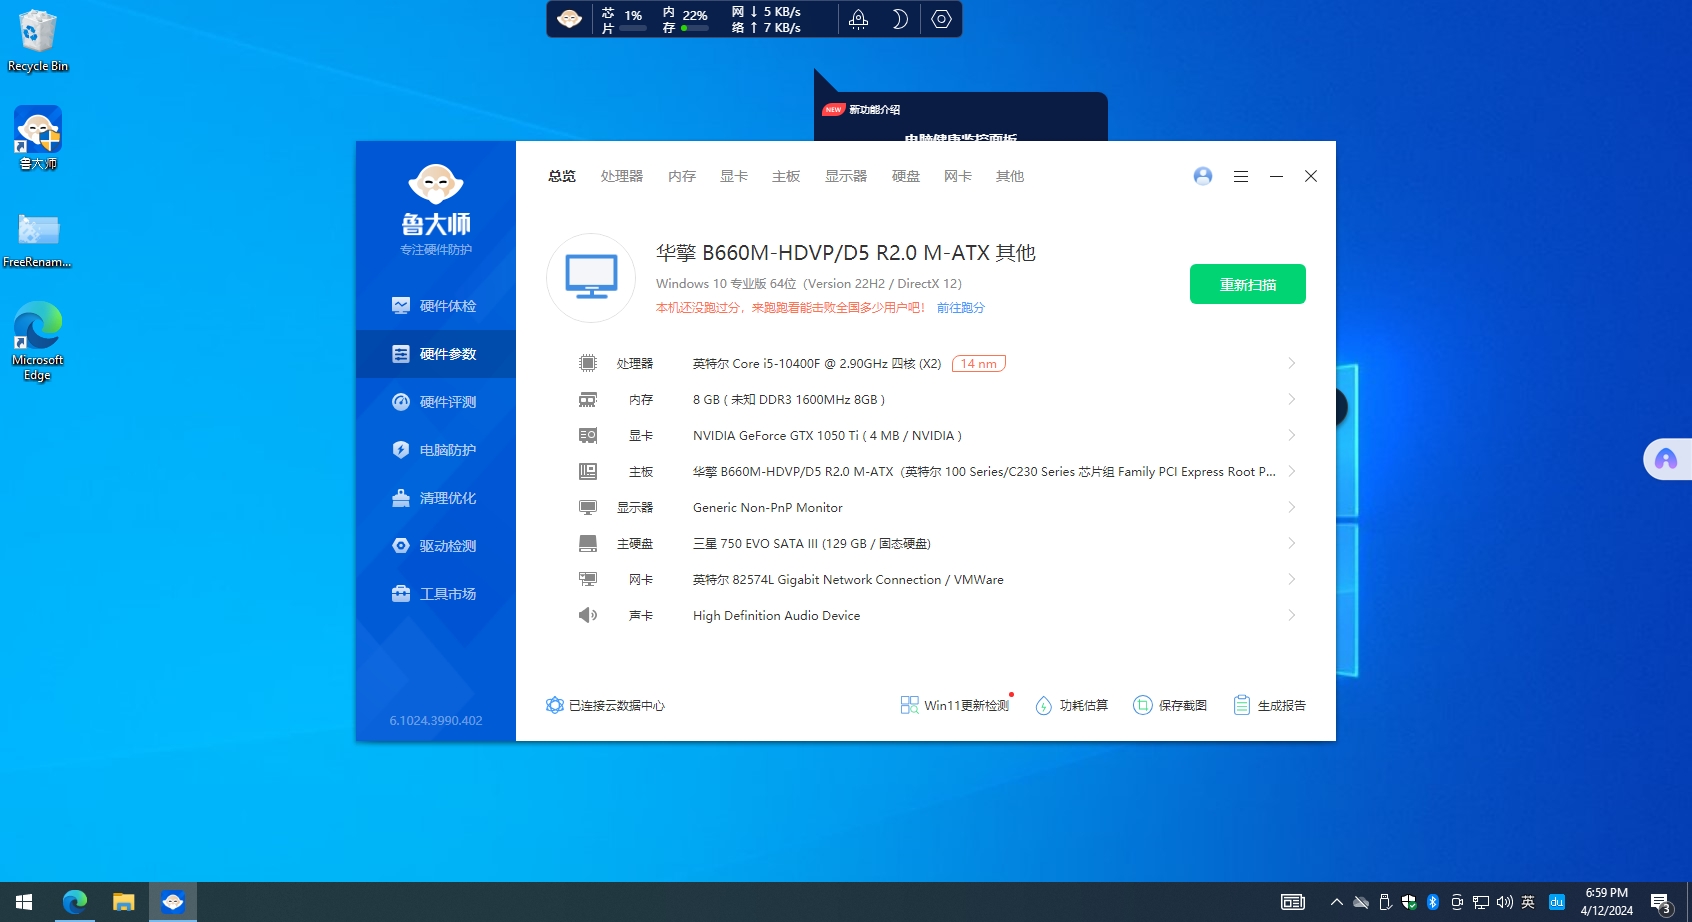 Recycle Bin
鲁大师
FreeRenam...
Microsoft
Edge
芯片 1%
内存 22%
网络 ↓ 5 KB/s
↑ 7 KB/s
NEW 新功能介绍
电脑健康监控面板
鲁大师
专注硬件防护
硬件体检
硬件参数
硬件评测
电脑防护
清理优化
驱动检测
工具市场
6.1024.3990.402
总览 处理器 内存 显卡 主板 显示器 硬盘 网卡 其他
华擎 B660M-HDVP/D5 R2.0 M-ATX 其他
Windows 10 专业版 64位（Version 22H2 / DirectX 12）
本机还没跑过分，来跑跑看能击败全国多少用户吧！ 前往跑分
重新扫描
处理器 英特尔 Core i5-10400F @ 2.90GHz 四核 (X2) 14 nm
内存 8 GB ( 未知 DDR3 1600MHz 8GB )
显卡 NVIDIA GeForce GTX 1050 Ti ( 4 MB / NVIDIA )
主板 华擎 B660M-HDVP/D5 R2.0 M-ATX（英特尔 100 Series/C230 Series 芯片组 Family PCI Express Root P...
显示器 Generic Non-PnP Monitor
主硬盘 三星 750 EVO SATA III (129 GB / 固态硬盘)
网卡 英特尔 82574L Gigabit Network Connection / VMWare
声卡 High Definition Audio Device
已连接云数据中心 Win11更新检测 功耗估算 保存截图 生成报告
英 du 6:59 PM
4/12/2024 3